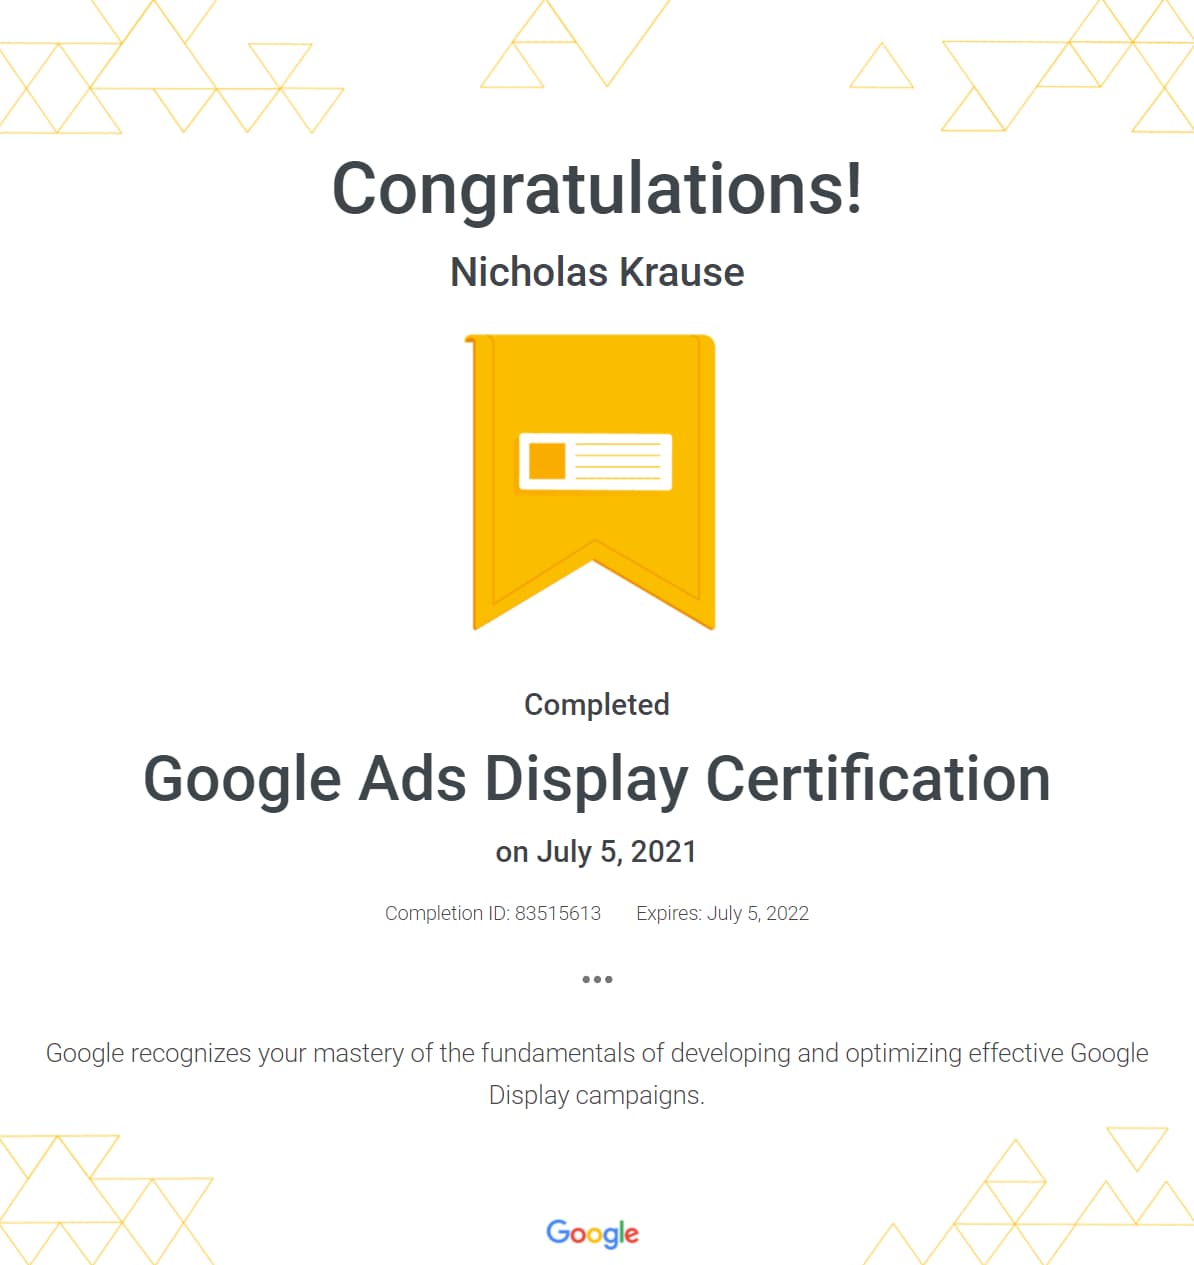 Congratulations!
Nicholas Krause
Completed
Google Ads Display Certification
on July 5, 2021
Completion ID: 83515613 Expires: July 5, 2022
•••
Google recognizes your mastery of the fundamentals of developing and optimizing effective Google
Display campaigns.
Google